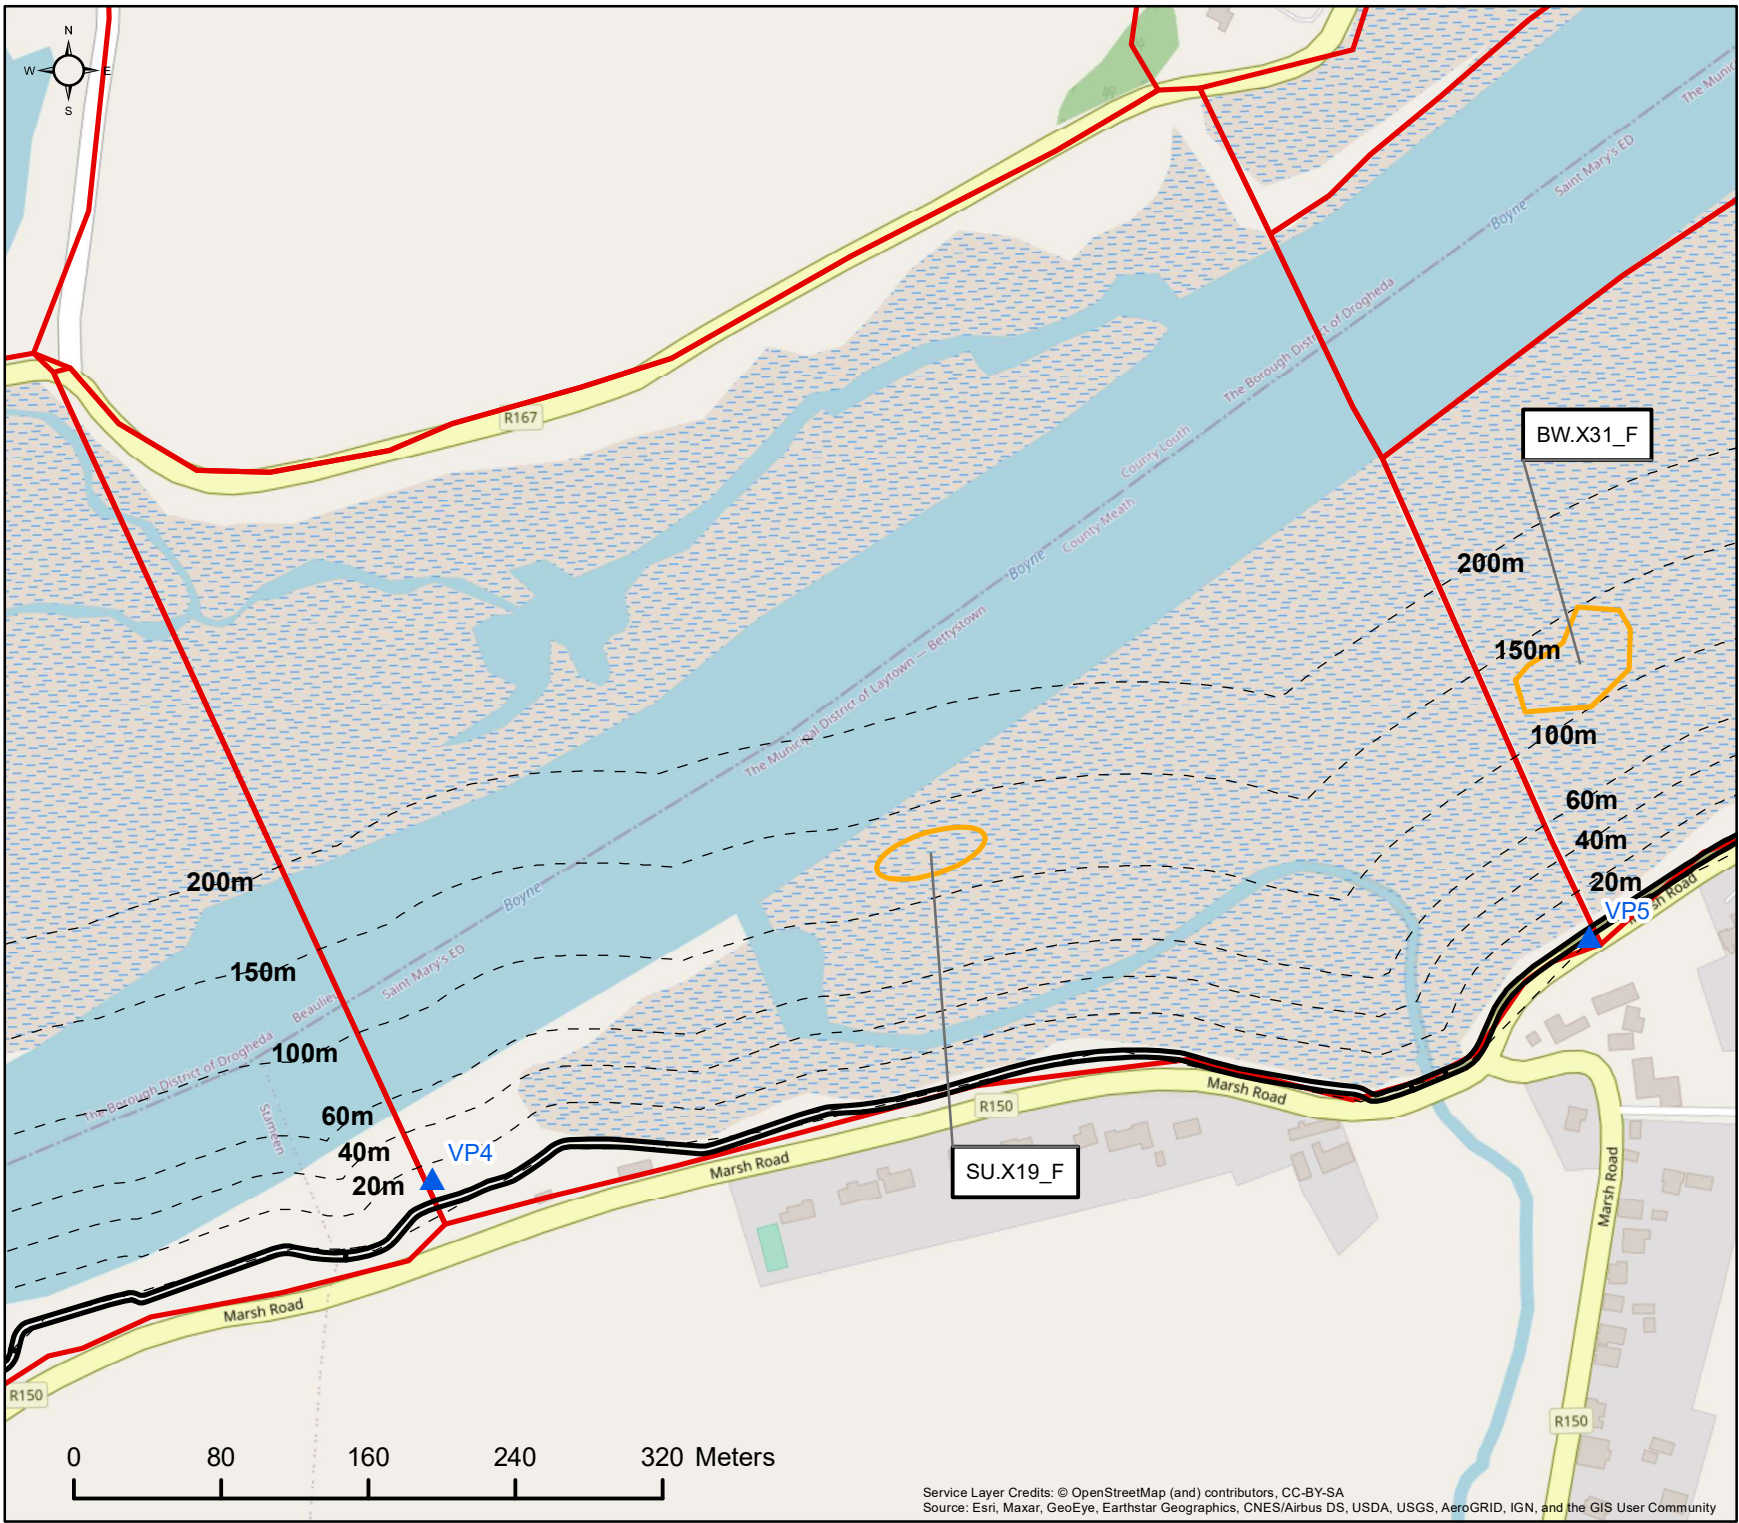 N
W
E
S
The Munic
Saint Mary's ED
Boyne
The Borough District of Drogheda
R167
BW.X31_F
County Louth
County Meath
Boyne
200m
The Municipal District of Laytown — Bettystown
150m
100m
60m
40m
20m
VP5
Marsh Road
200m
Boyne
150m
Saint Mary's ED
Beaulieu
100m
The Borough District of Drogheda
60m
Stameen
40m
VP4
20m
R150
Marsh Road
Marsh Road
SU.X19_F
Marsh Road
Marsh Road
R150
R150
0 80 160 240 320 Meters
Service Layer Credits: © OpenStreetMap (and) contributors, CC-BY-SA
Source: Esri, Maxar, GeoEye, Earthstar Geographics, CNES/Airbus DS, USDA, USGS, AeroGRID, IGN, and the GIS User Community